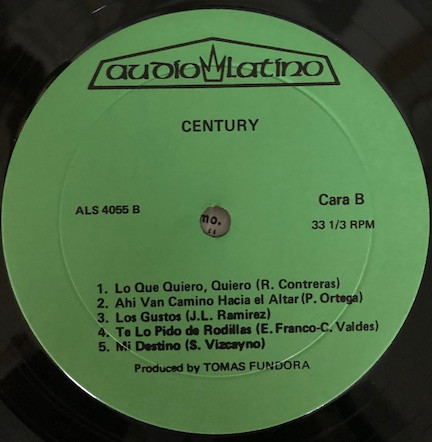 audio Latino
CENTURY
ALS 4055 B
Cara B
33 1/3 RPM
no.
1. Lo Que Quiero, Quiero (R. Contreras)
2. Ahi Van Camino Hacia el Altar (P. Ortega)
3. Los Gustos (J.L. Ramirez)
4. Te Lo Pido de Rodillas (E. Franco-C. Valdes)
5. Mi Destino (S. Vizcayno)
Produced by TOMAS FUNDORA